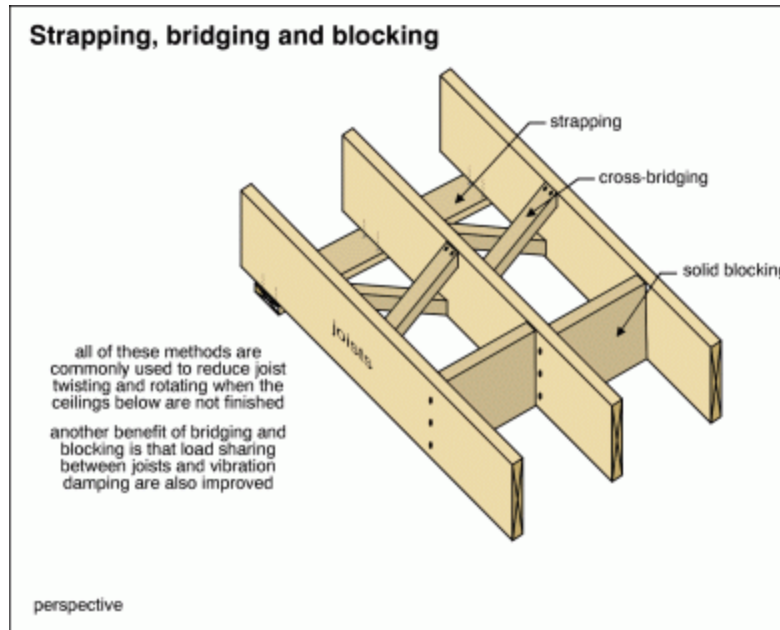 Strapping, bridging and blocking
strapping
cross-bridging
solid blocking
joists
all of these methods are
commonly used to reduce joist
twisting and rotating when the
ceilings below are not finished
another benefit of bridging and
blocking is that load sharing
between joists and vibration
damping are also improved
perspective